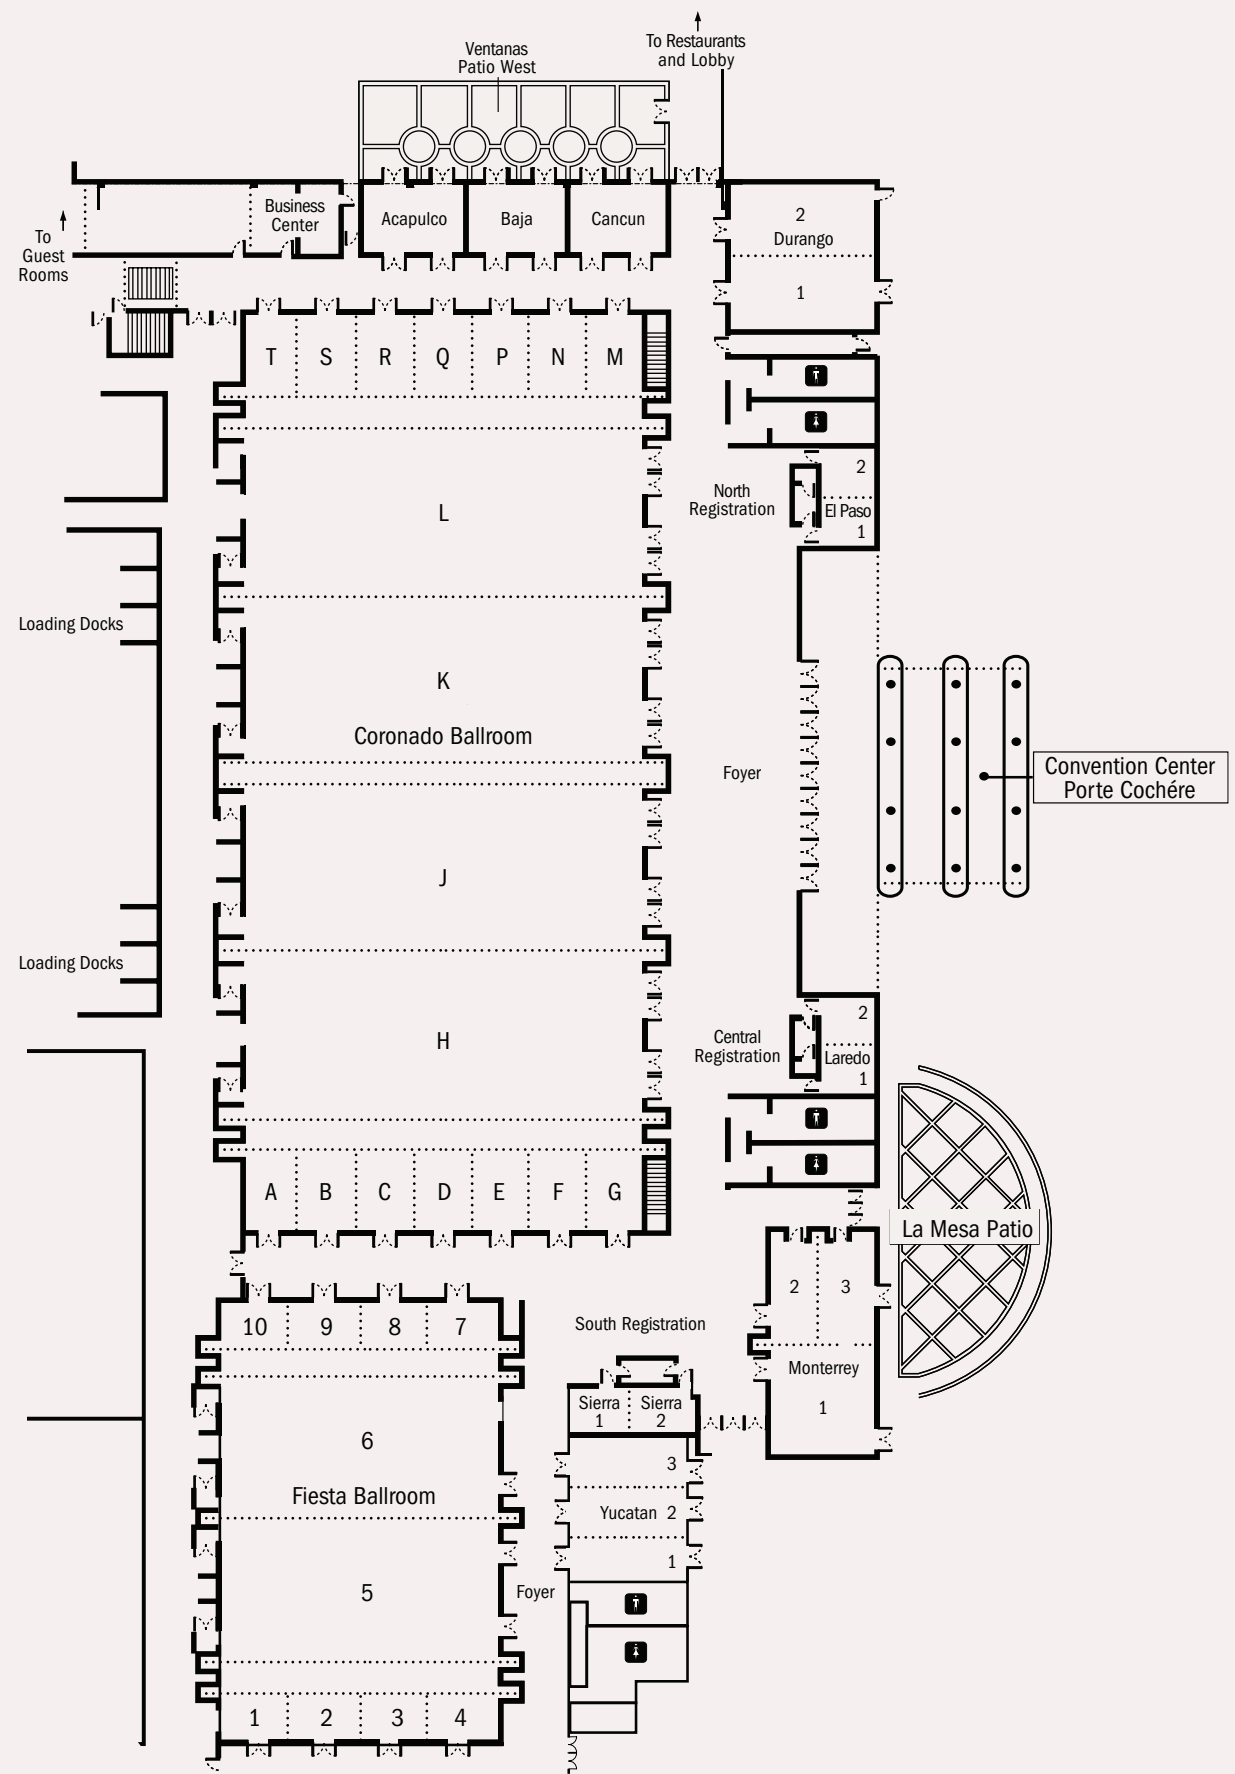 To Restaurants
and Lobby
Ventanas
Patio West
Business
Center
Acapulco
Baja
Cancun
2
Durango
1
To
Guest
Rooms
T S R Q P N M
2
El Paso
1
North
Registration
L
Loading Docks
K
Coronado Ballroom
Foyer
Convention Center
Porte Cochére
J
Loading Docks
H
Central
Registration
2
Laredo
1
A B C D E F G
La Mesa Patio
2 3
Monterrey
1
South Registration
10 9 8 7
Sierra
1
Sierra
2
6
Fiesta Ballroom
3
Yucatan 2
1
5
Foyer
1 2 3 4